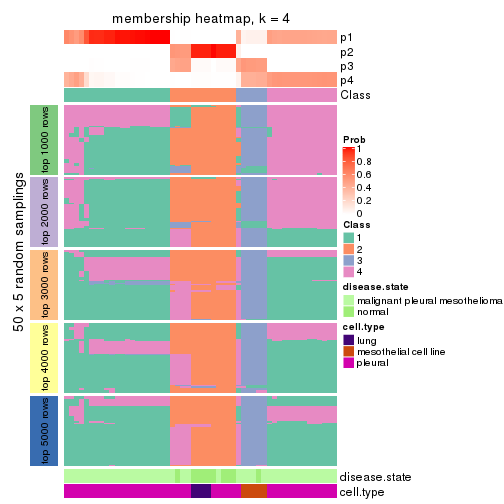 membership heatmap, k = 4
p1
p2
p3
p4
Class
50 x 5 random samplings
top 1000 rows
top 2000 rows
top 3000 rows
top 4000 rows
top 5000 rows
Prob
1
0.8
0.6
0.4
0.2
0
Class
1
2
3
4
disease.state
malignant pleural mesothelioma
normal
cell.type
lung
mesothelial cell line
pleural
disease.state
cell.type